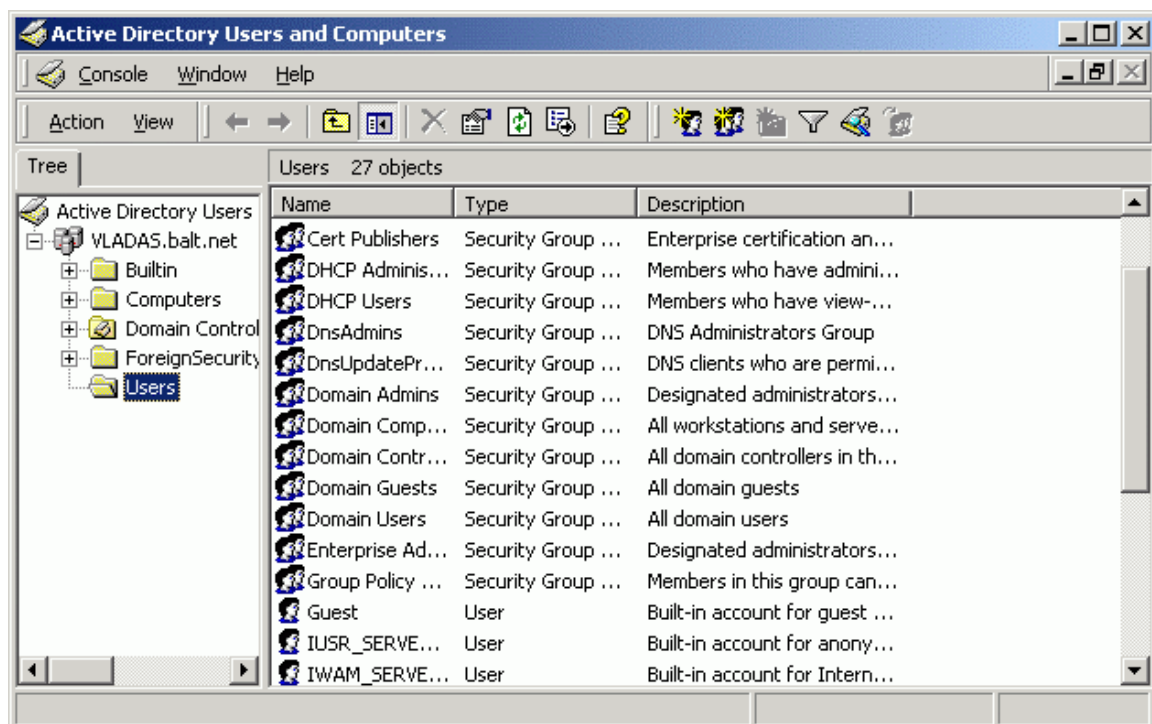 Active Directory Users and Computers
Console Window Help
Action View
Tree
Users 27 objects
Active Directory Users
VLADAS.balt.net
Builtin
Computers
Domain Control
ForeignSecurity
Users
Name Type Description
Cert Publishers Security Group ... Enterprise certification an...
DHCP Adminis... Security Group ... Members who have admini...
DHCP Users Security Group ... Members who have view-...
DnsAdmins Security Group ... DNS Administrators Group
DnsUpdatePr... Security Group ... DNS clients who are permi...
Domain Admins Security Group ... Designated administrators...
Domain Comp... Security Group ... All workstations and serve...
Domain Contr... Security Group ... All domain controllers in th...
Domain Guests Security Group ... All domain guests
Domain Users Security Group ... All domain users
Enterprise Ad... Security Group ... Designated administrators...
Group Policy ... Security Group ... Members in this group can...
Guest User Built-in account for guest ...
IUSR_SERVE... User Built-in account for anony...
IWAM_SERVE... User Built-in account for Intern...